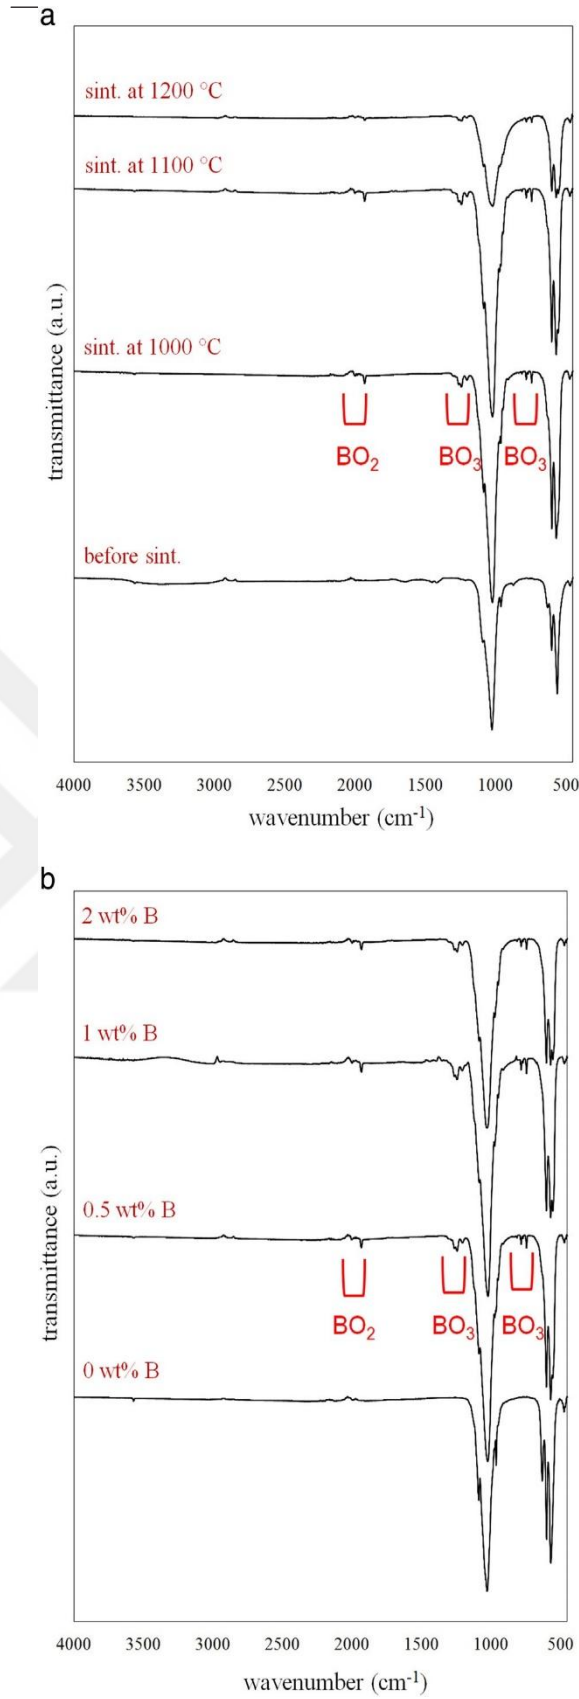 a
sint. at 1200 °C
sint. at 1100 °C
sint. at 1000 °C
BO₂ BO₃ BO₃
before sint.
transmittance (a.u.)
4000 3500 3000 2500 2000 1500 1000 500
wavenumber (cm⁻¹)
b
2 wt% B
1 wt% B
0.5 wt% B
BO₂ BO₃ BO₃
0 wt% B
transmittance (a.u.)
4000 3500 3000 2500 2000 1500 1000 500
wavenumber (cm⁻¹)